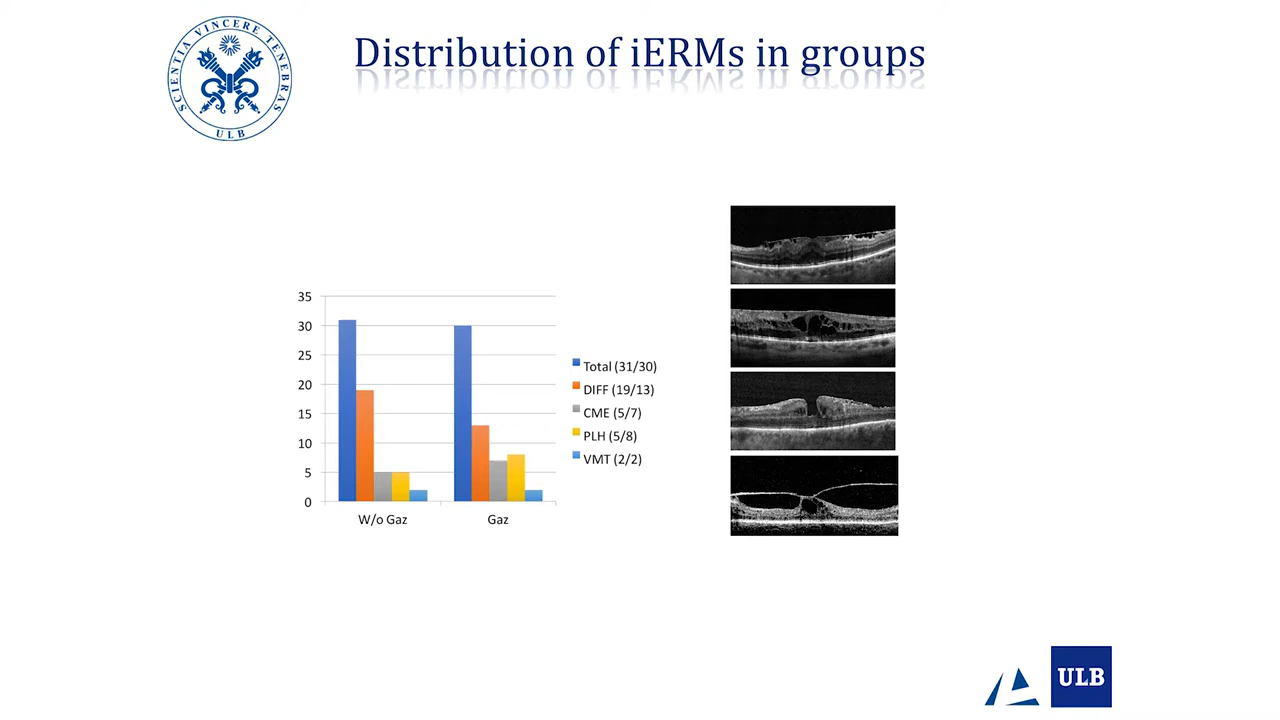 SCIENTIA VINCERE TENEBRAS
ULB
Distribution of iERMs in groups
35
30
25
20
15
10
5
0
W/o Gaz
Gaz
Total (31/30)
DIFF (19/13)
CME (5/7)
PLH (5/8)
VMT (2/2)
ULB